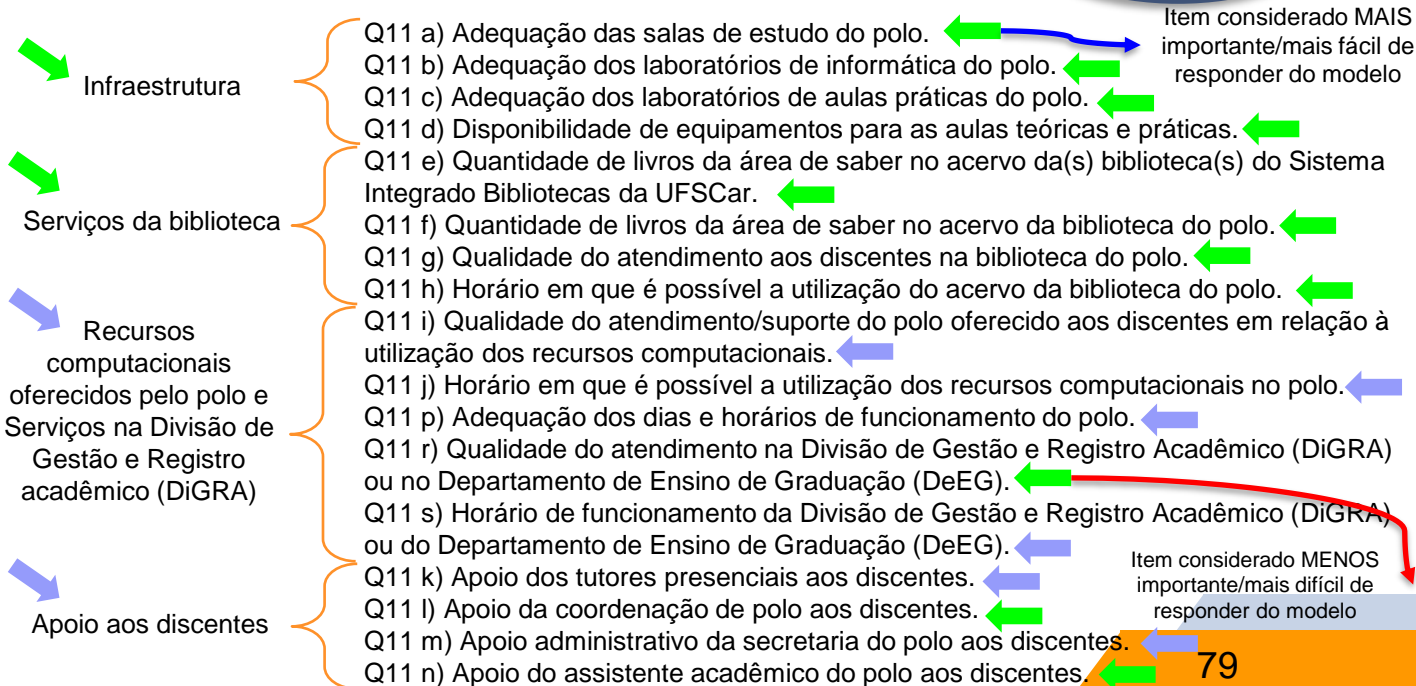 Infraestrutura
Q11 a) Adequação das salas de estudo do polo.
Q11 b) Adequação dos laboratórios de informática do polo.
Q11 c) Adequação dos laboratórios de aulas práticas do polo.
Q11 d) Disponibilidade de equipamentos para as aulas teóricas e práticas.
Item considerado MAIS
importante/mais fácil de
responder do modelo
Serviços da biblioteca
Q11 e) Quantidade de livros da área de saber no acervo da(s) biblioteca(s) do Sistema
Integrado Bibliotecas da UFSCar.
Q11 f) Quantidade de livros da área de saber no acervo da biblioteca do polo.
Q11 g) Qualidade do atendimento aos discentes na biblioteca do polo.
Q11 h) Horário em que é possível a utilização do acervo da biblioteca do polo.
Recursos
computacionais
oferecidos pelo polo e
Serviços na Divisão de
Gestão e Registro
acadêmico (DiGRA)
Q11 i) Qualidade do atendimento/suporte do polo oferecido aos discentes em relação à
utilização dos recursos computacionais.
Q11 j) Horário em que é possível a utilização dos recursos computacionais no polo.
Q11 p) Adequação dos dias e horários de funcionamento do polo.
Q11 r) Qualidade do atendimento na Divisão de Gestão e Registro Acadêmico (DiGRA)
ou no Departamento de Ensino de Graduação (DeEG).
Q11 s) Horário de funcionamento da Divisão de Gestão e Registro Acadêmico (DiGRA)
ou do Departamento de Ensino de Graduação (DeEG).
Apoio aos discentes
Q11 k) Apoio dos tutores presenciais aos discentes.
Q11 l) Apoio da coordenação de polo aos discentes.
Q11 m) Apoio administrativo da secretaria do polo aos discentes.
Q11 n) Apoio do assistente acadêmico do polo aos discentes.
Item considerado MENOS
importante/mais difícil de
responder do modelo
79